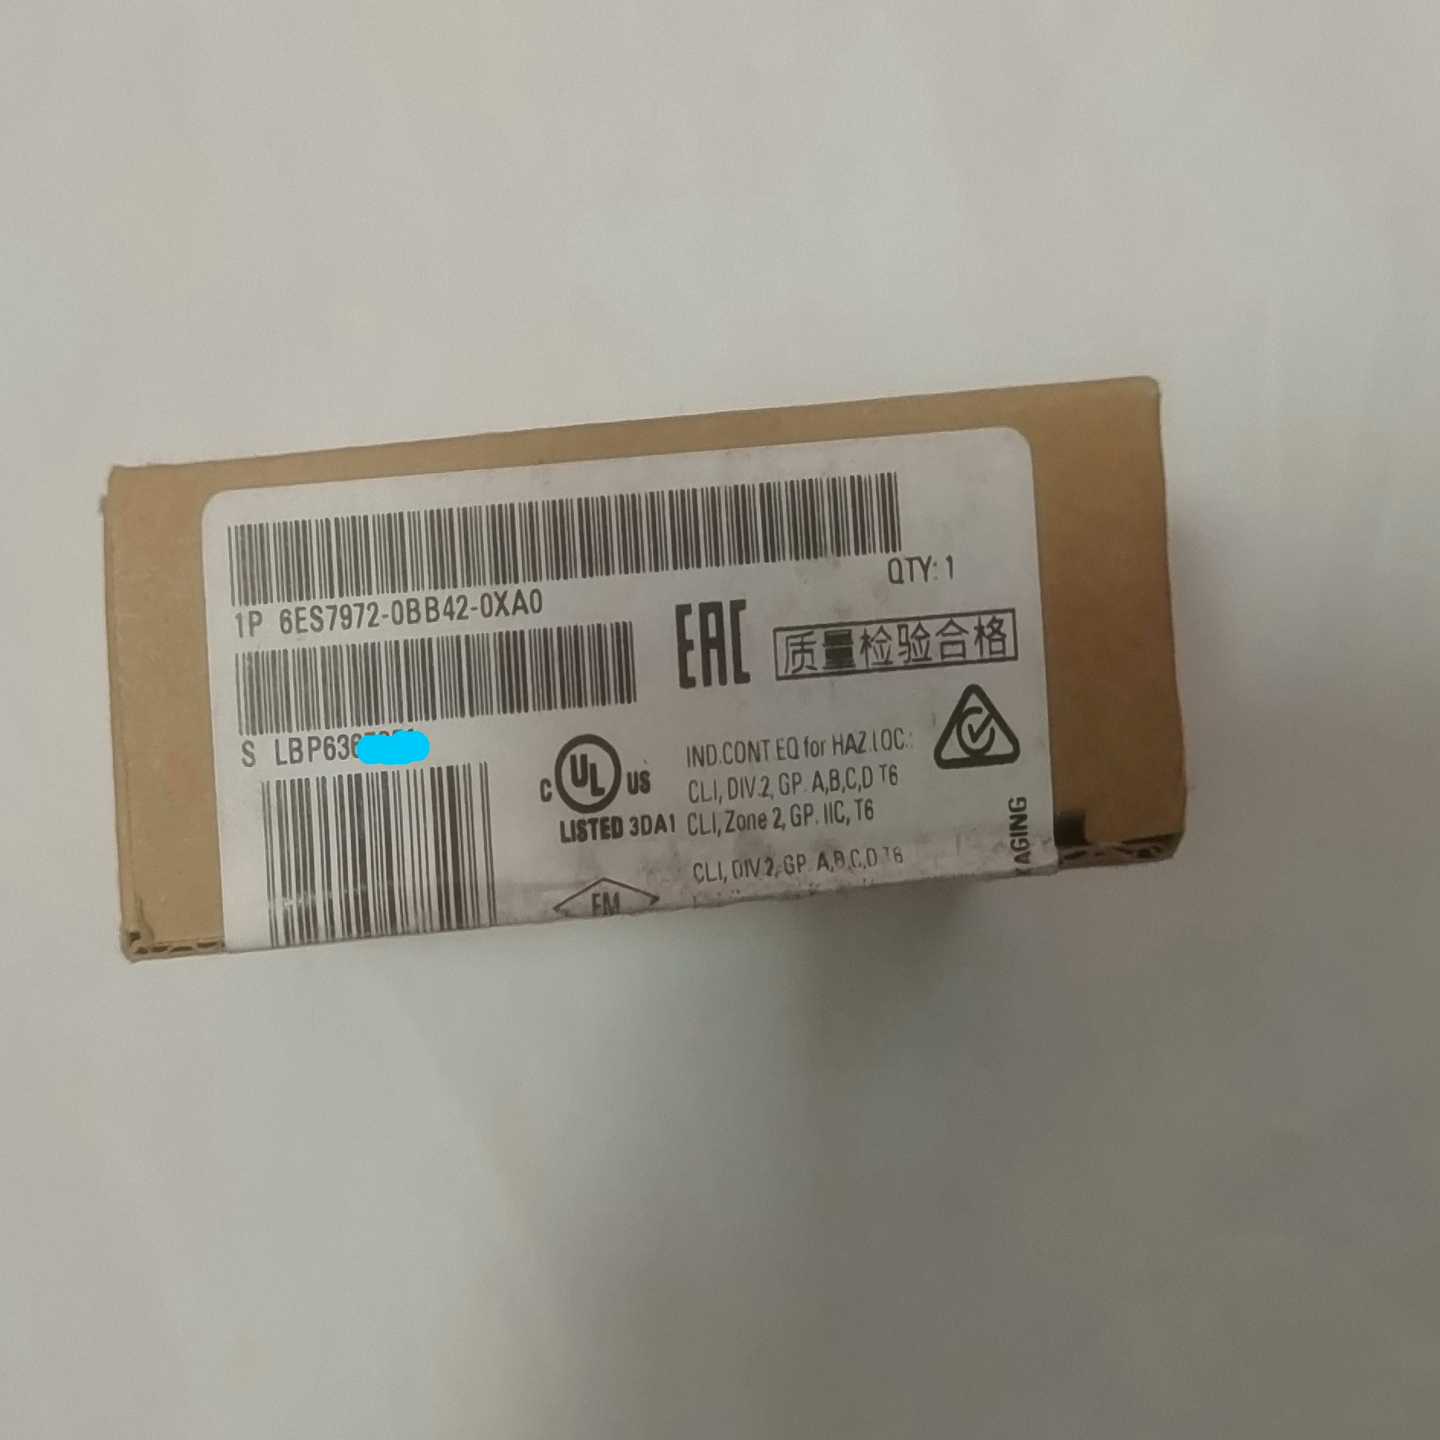 QTY: 1
1P 6ES7972-0BB42-0XA0
EAC
质量检验合格
S LBP636
C UL US
LISTED 3DA1
IND.CONT.EQ for HAZ.LOC.:
CL.I, DIV.2, GP. A,B,C,D T6
CL.I, Zone 2, GP. IIC, T6
CL.I, DIV.2, GP. A,B,C,D T6
FM